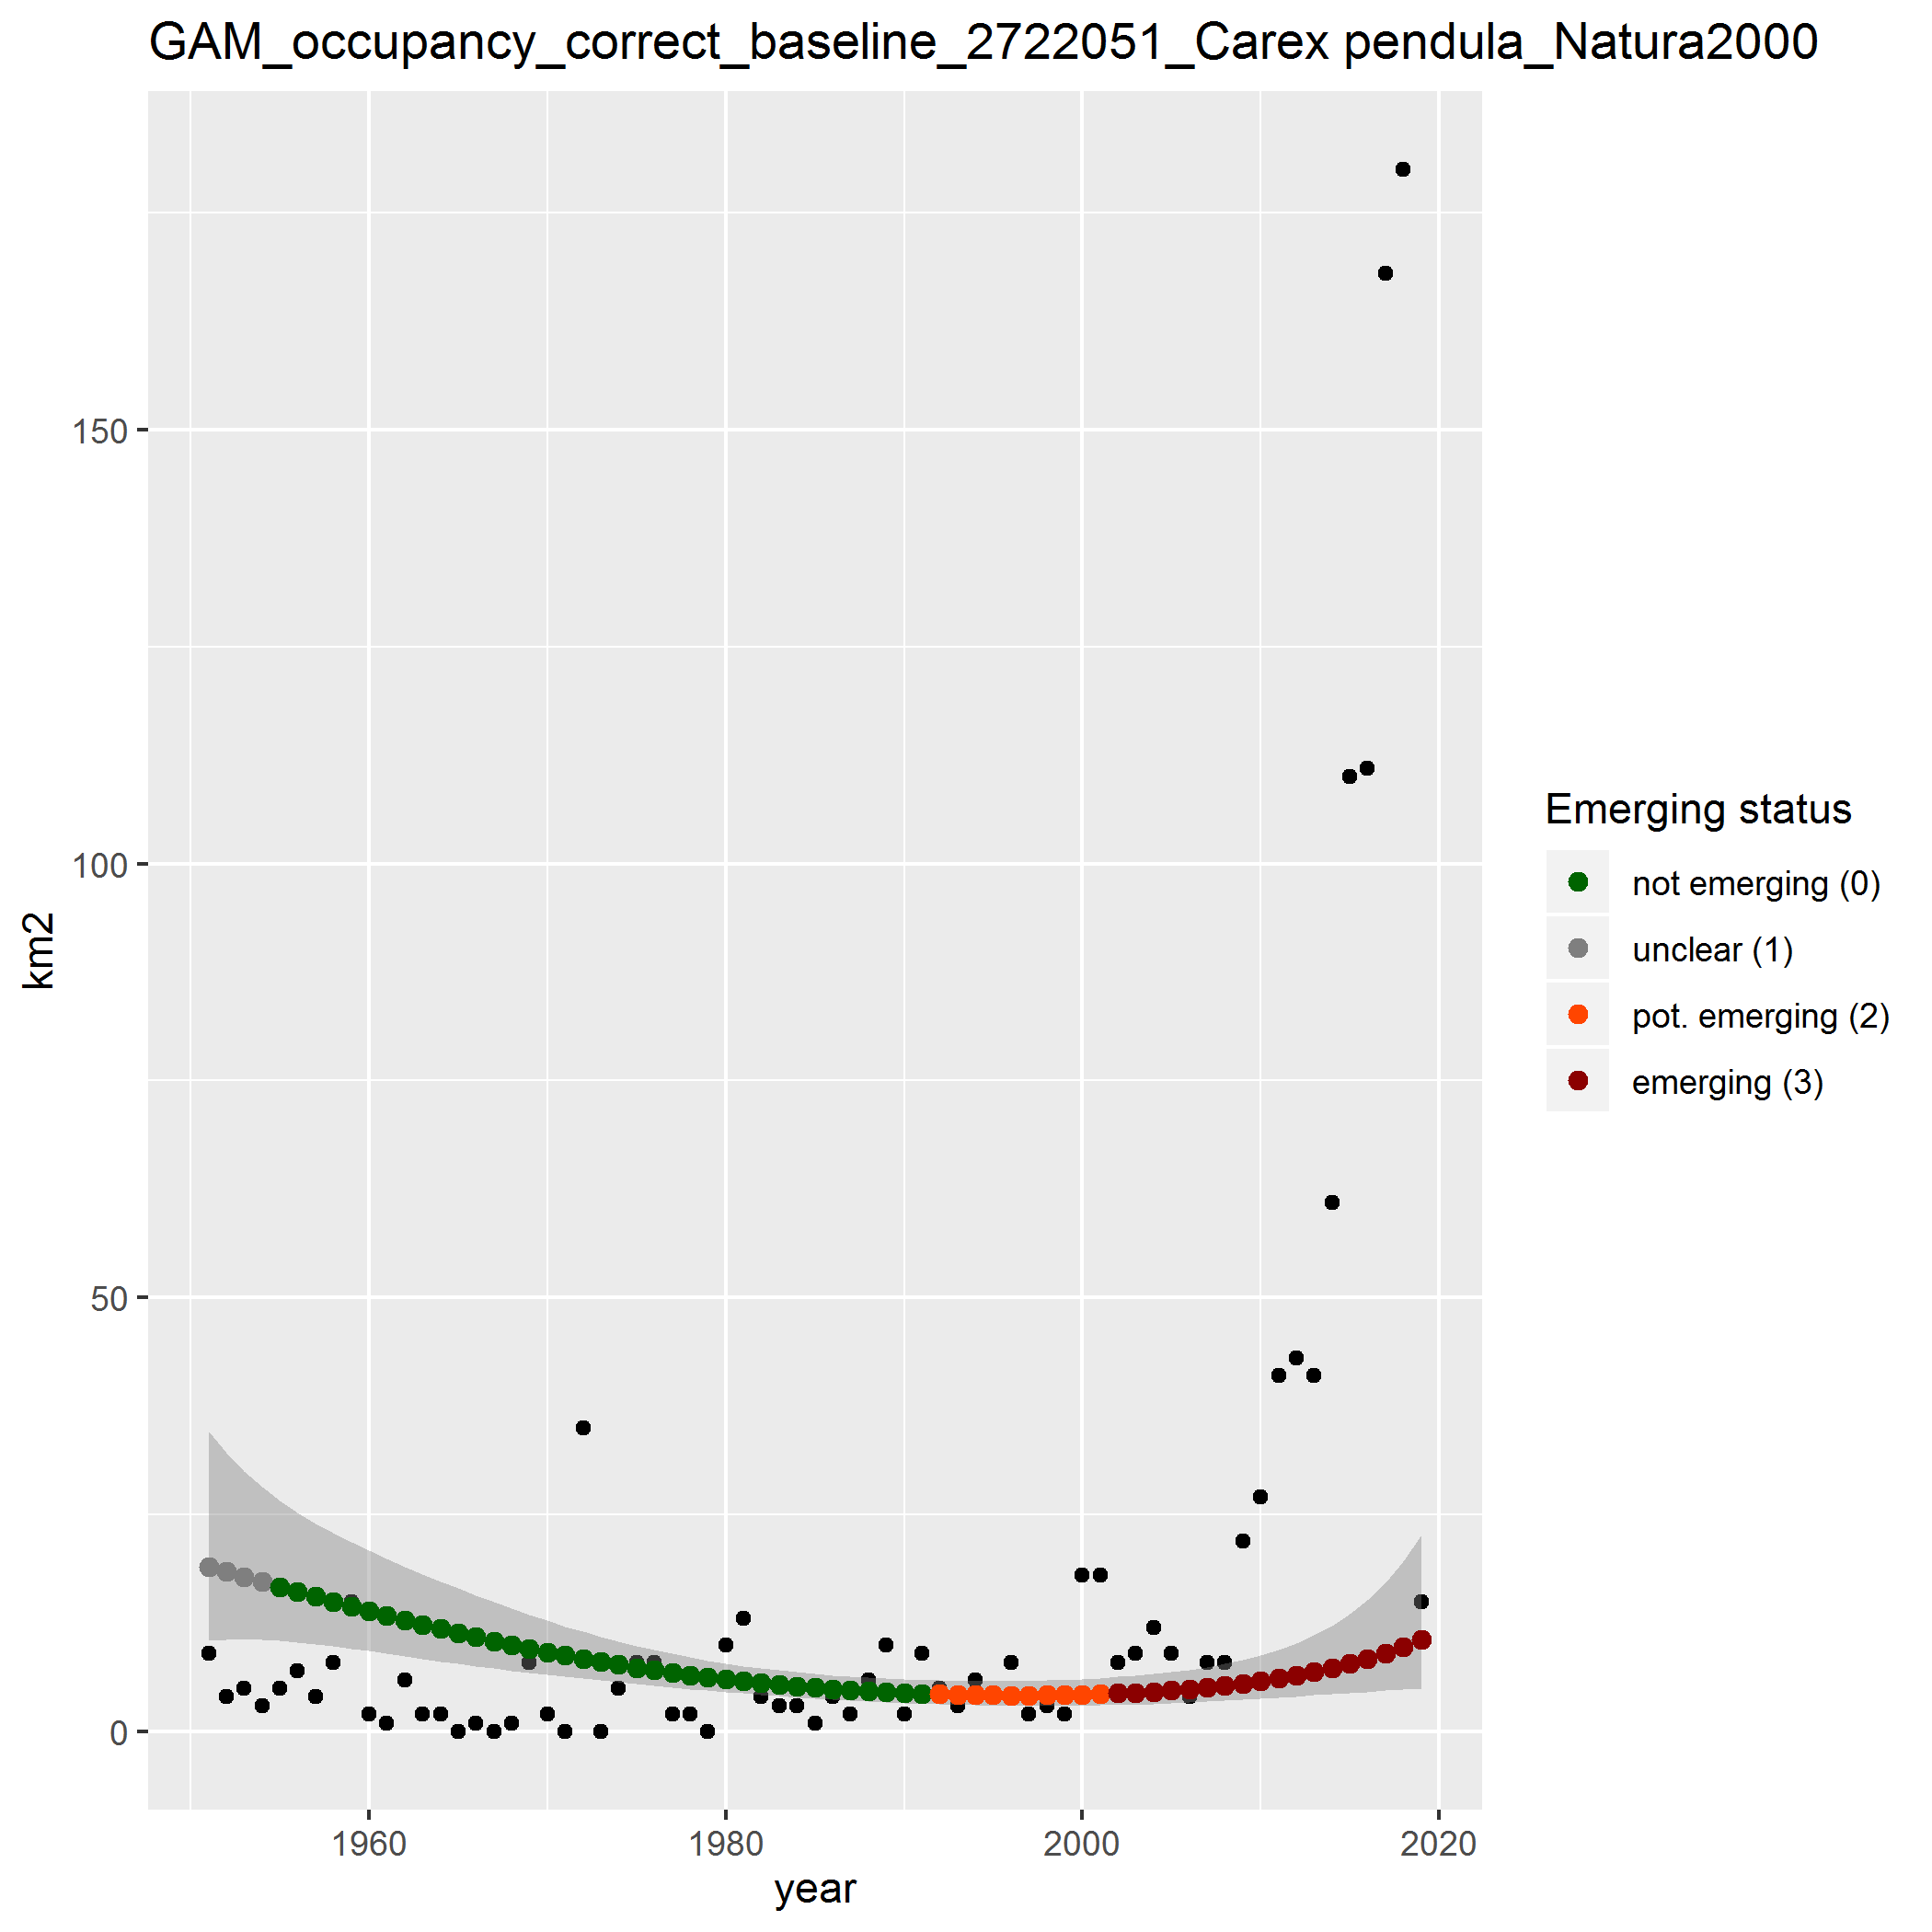 GAM_occupancy_correct_baseline_2722051_Carex pendula_Natura2000
150
100
50
0
km2
1960
1980
2000
2020
year
Emerging status
not emerging (0)
unclear (1)
pot. emerging (2)
emerging (3)